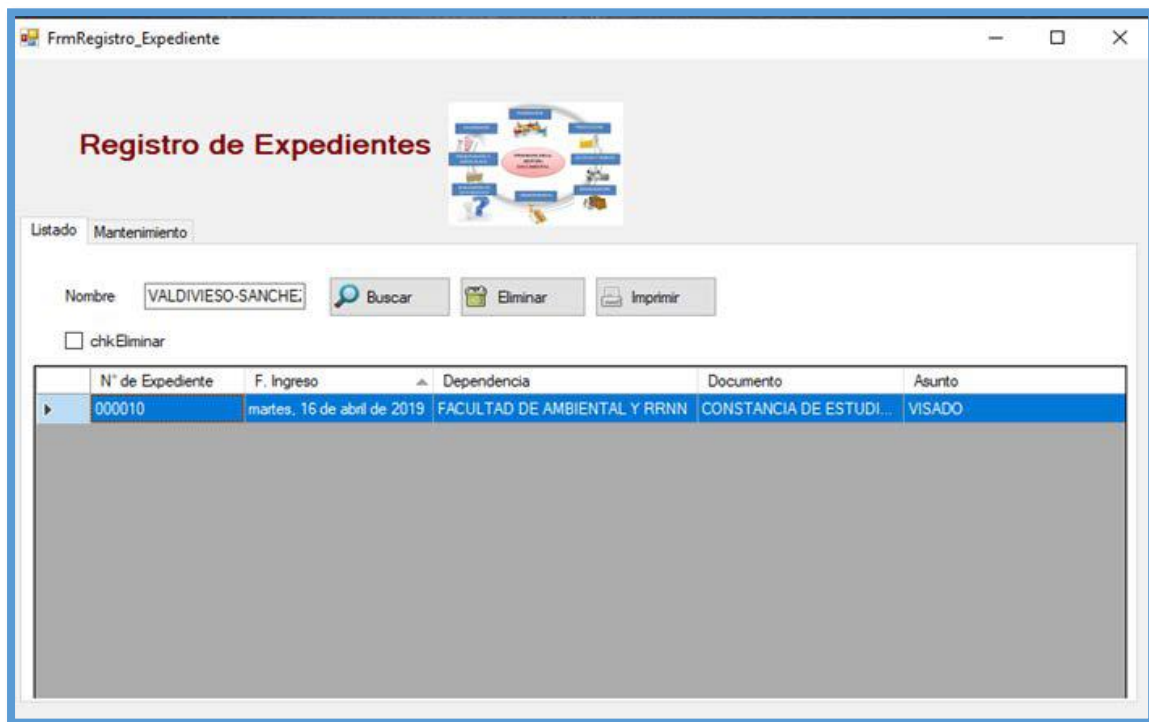 FrmRegistro_Expediente
Registro de Expedientes
Listado Mantenimiento
Nombre VALDIVIESO-SANCHEZ Buscar Eliminar Imprimir
chkEliminar
N° de Expediente F. Ingreso Dependencia Documento Asunto
000010 martes, 16 de abril de 2019 FACULTAD DE AMBIENTAL Y RRNN CONSTANCIA DE ESTUDI... VISADO